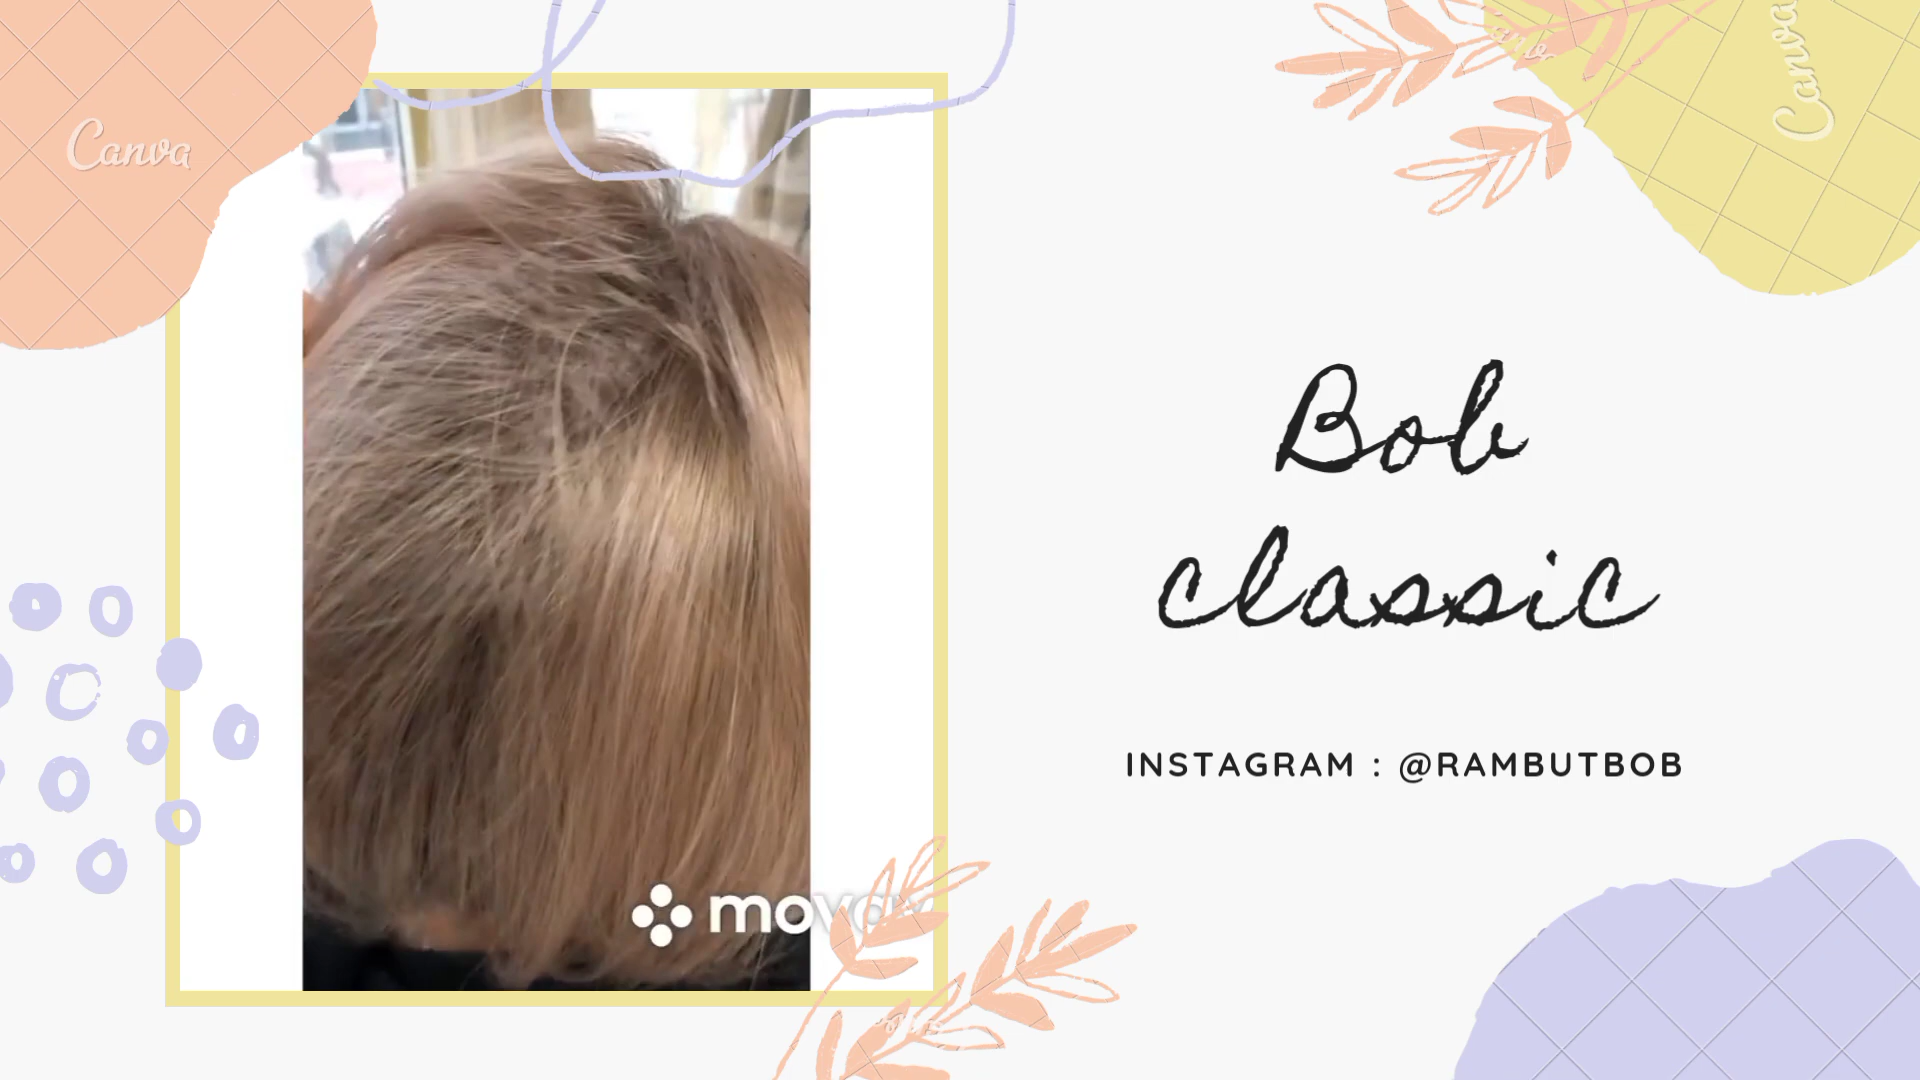 Canva
Canva
Bob
classic
INSTAGRAM : @RAMBUTBOB